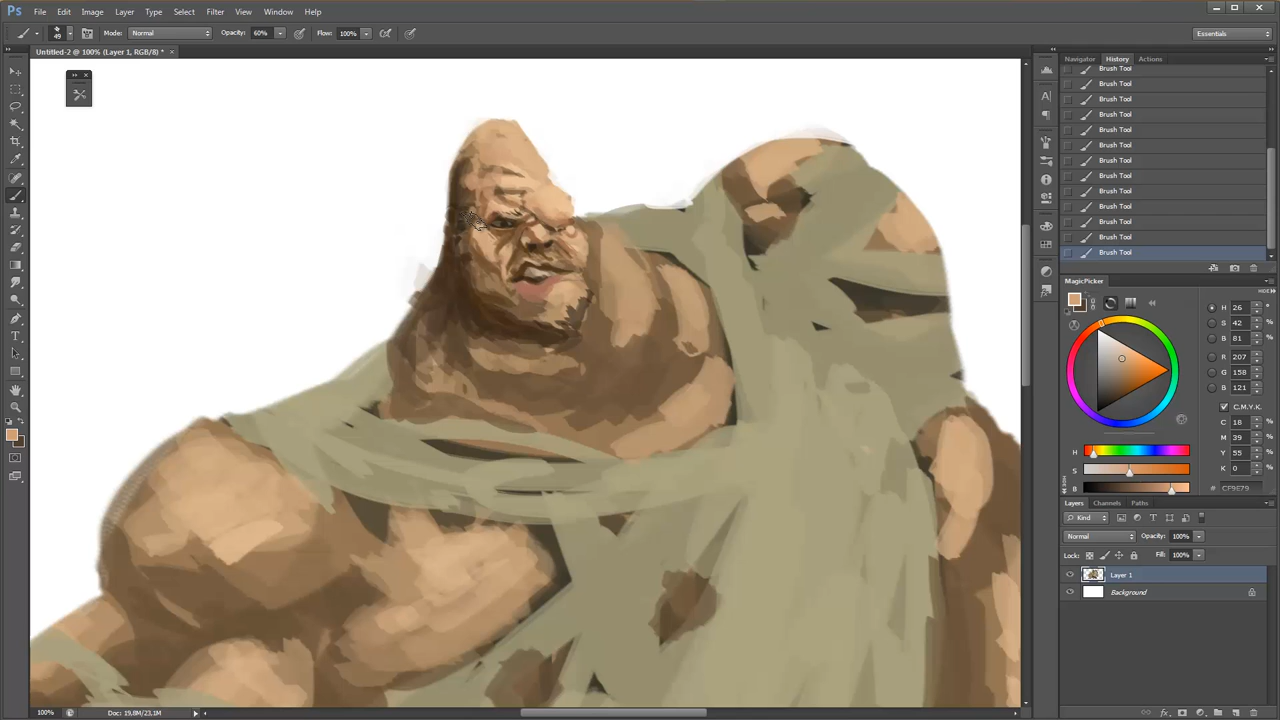 Ps File Edit Image Layer Type Select Filter View Window Help
49 Mode: Normal Opacity: 60% Flow: 100% Essentials
Untitled-2 @ 100% (Layer 1, RGB/8) * ×
Navigator History Actions
Brush Tool
Brush Tool
Brush Tool
Brush Tool
Brush Tool
Brush Tool
Brush Tool
Brush Tool
Brush Tool
Brush Tool
Brush Tool
Brush Tool
Brush Tool
MagicPicker
HIDE
H 26 °
S 42 %
B 81 %
R 207
G 158
B 121
C.M.Y.K.
C 18 %
M 39 %
Y 55 %
K 0 %
# CF9E79
H
S
B
Layers Channels Paths
Kind
Normal Opacity: 100%
Lock: Fill: 100%
Layer 1
Background
100% Doc: 19,8M/23,1M